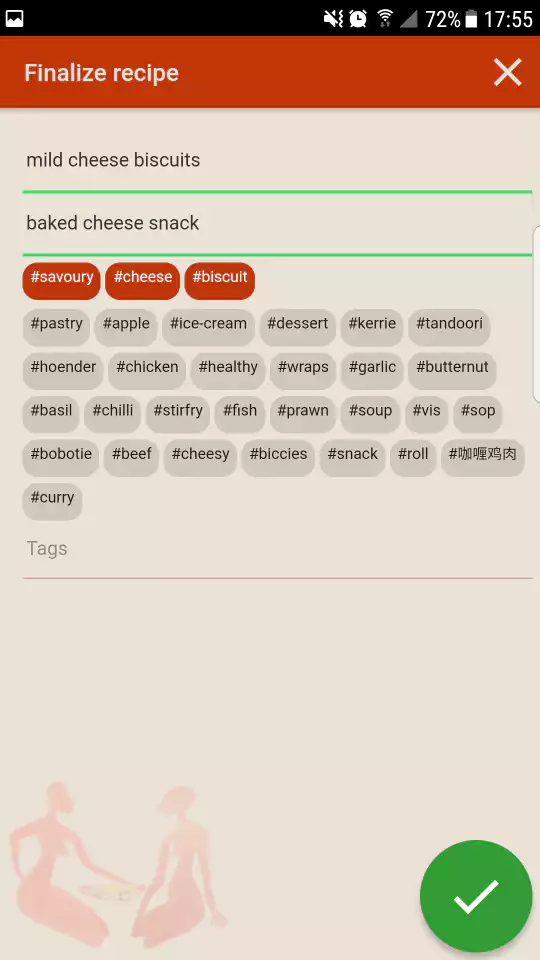 72% 17:55
Finalize recipe
mild cheese biscuits
baked cheese snack
#savoury #cheese #biscuit
#pastry #apple #ice-cream #dessert #kerrie #tandoori
#hoender #chicken #healthy #wraps #garlic #butternut
#basil #chilli #stirfry #fish #prawn #soup #vis #sop
#bobotie #beef #cheesy #biccies #snack #roll #咖喱鸡肉
#curry
Tags